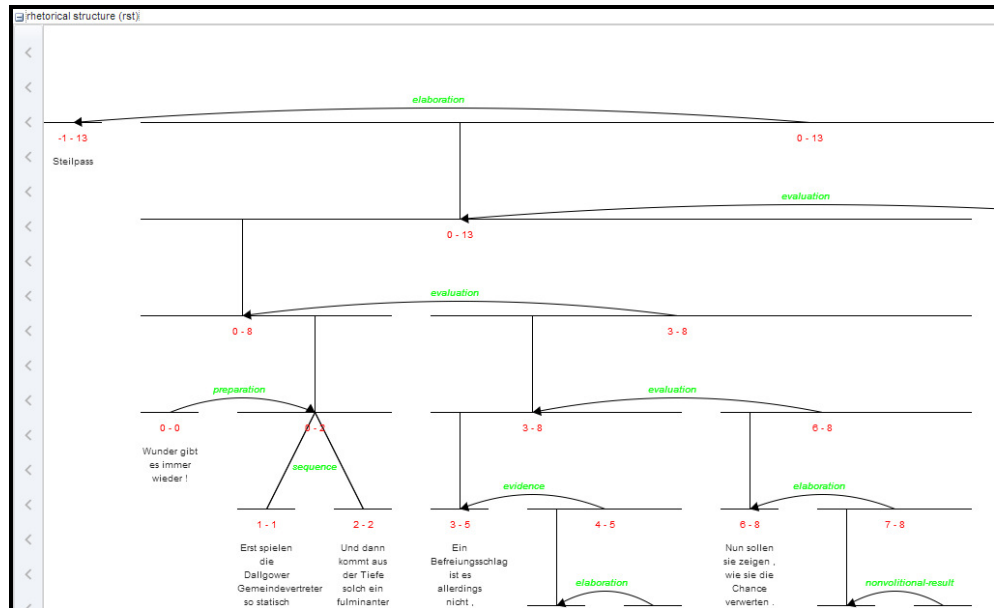 rhetorical structure (rst)
elaboration
-1 - 13
0 - 13
Steilpass
evaluation
0 - 13
evaluation
0 - 8
3 - 8
preparation
evaluation
0 - 0
0 - 2
3 - 8
6 - 8
Wunder gibt
es immer
wieder !
sequence
evidence
elaboration
1 - 1
2 - 2
3 - 5
4 - 5
6 - 8
7 - 8
Erst spielen
die
Dallgower
Gemeindevertreter
so statisch
Und dann
kommt aus
der Tiefe
solch ein
fulminanter
Ein
Befreiungsschlag
ist es
allerdings
nicht ,
Nun sollen
sie zeigen ,
wie sie die
Chance
verwerten .
elaboration
nonvolitional-result